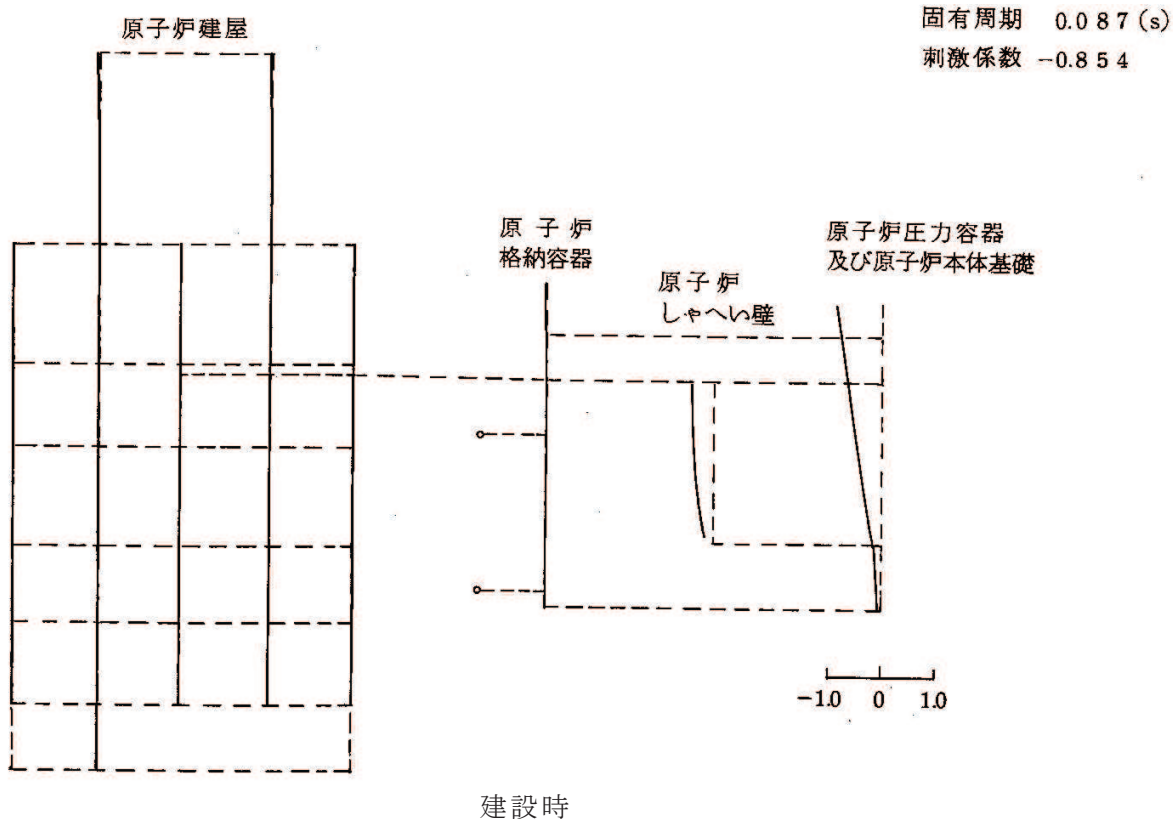 固有周期 0.087(s)
刺激係数 -0.854
原子炉建屋
原子炉
格納容器
原子炉
しゃへい壁
原子炉圧力容器
及び原子炉本体基礎
-1.0 0 1.0
建設時